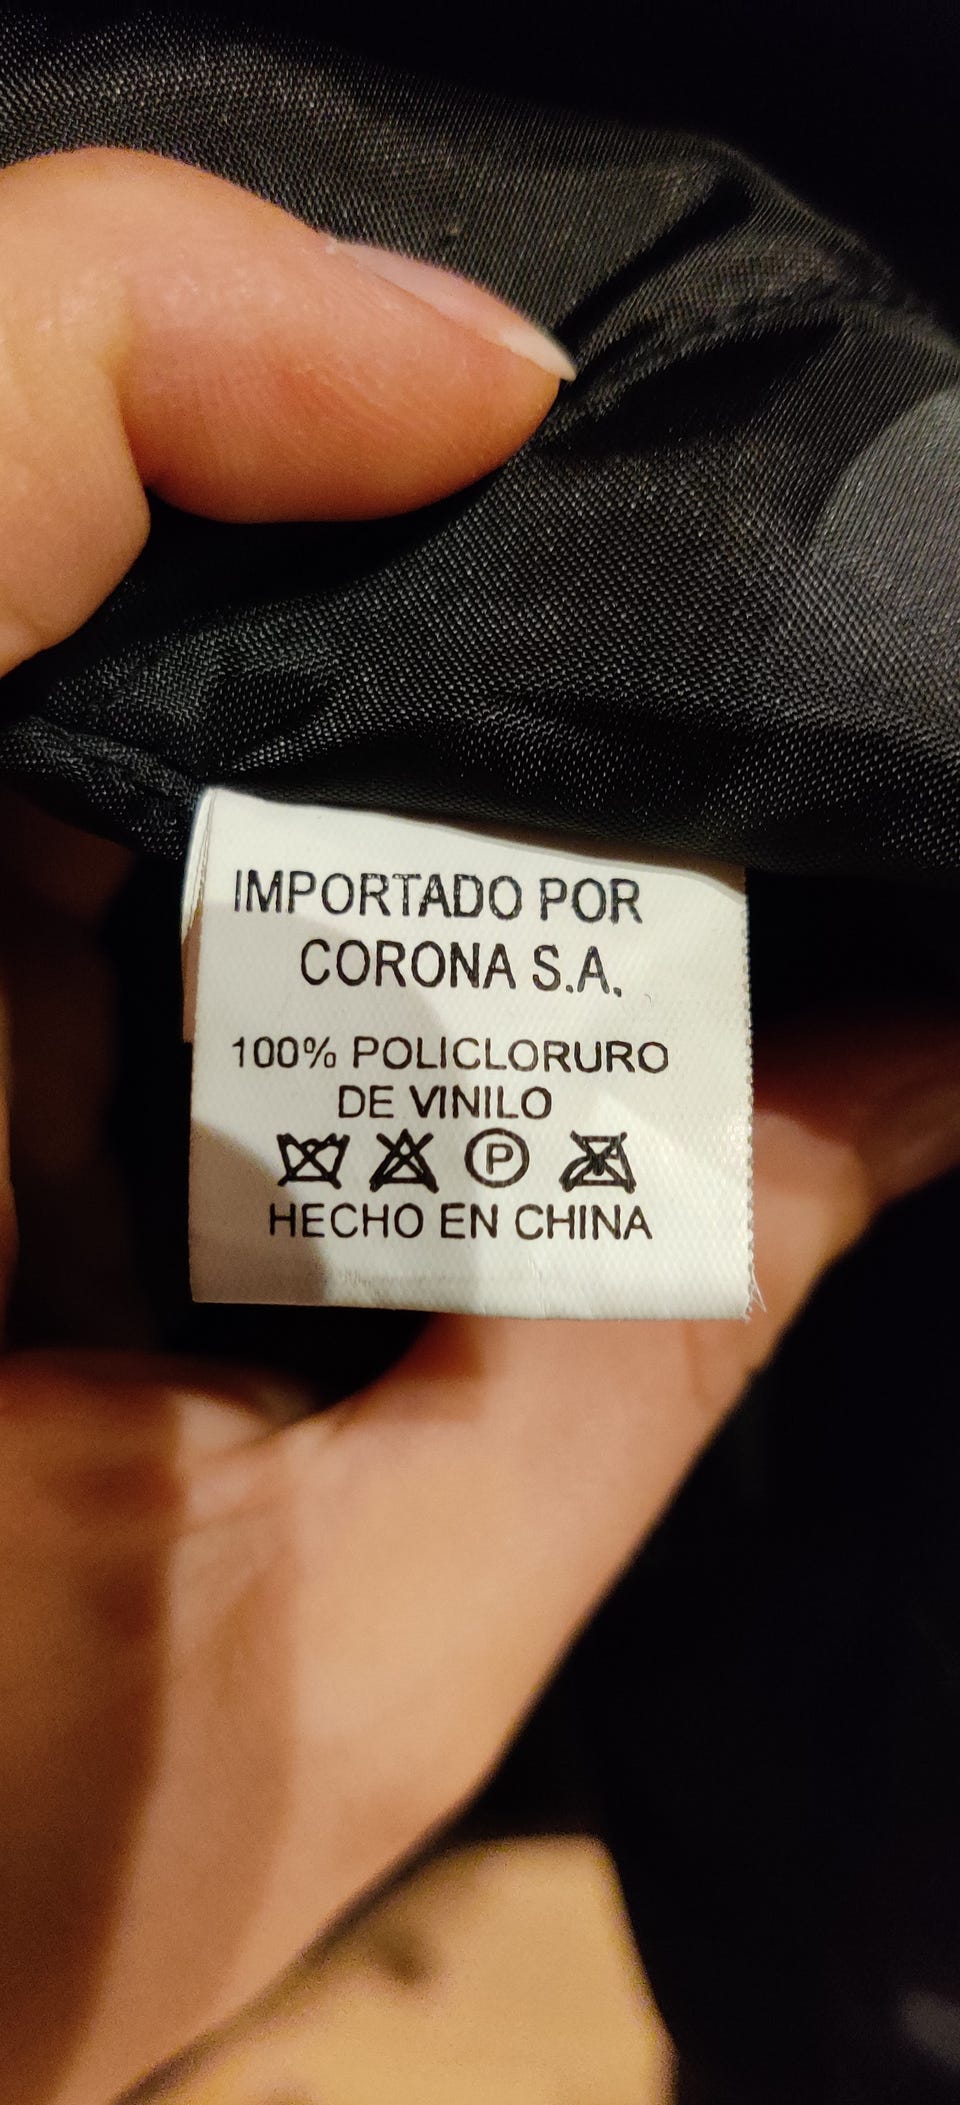 IMPORTADO POR
CORONA S.A.
100% POLICLORURO
DE VINILO
P
HECHO EN CHINA